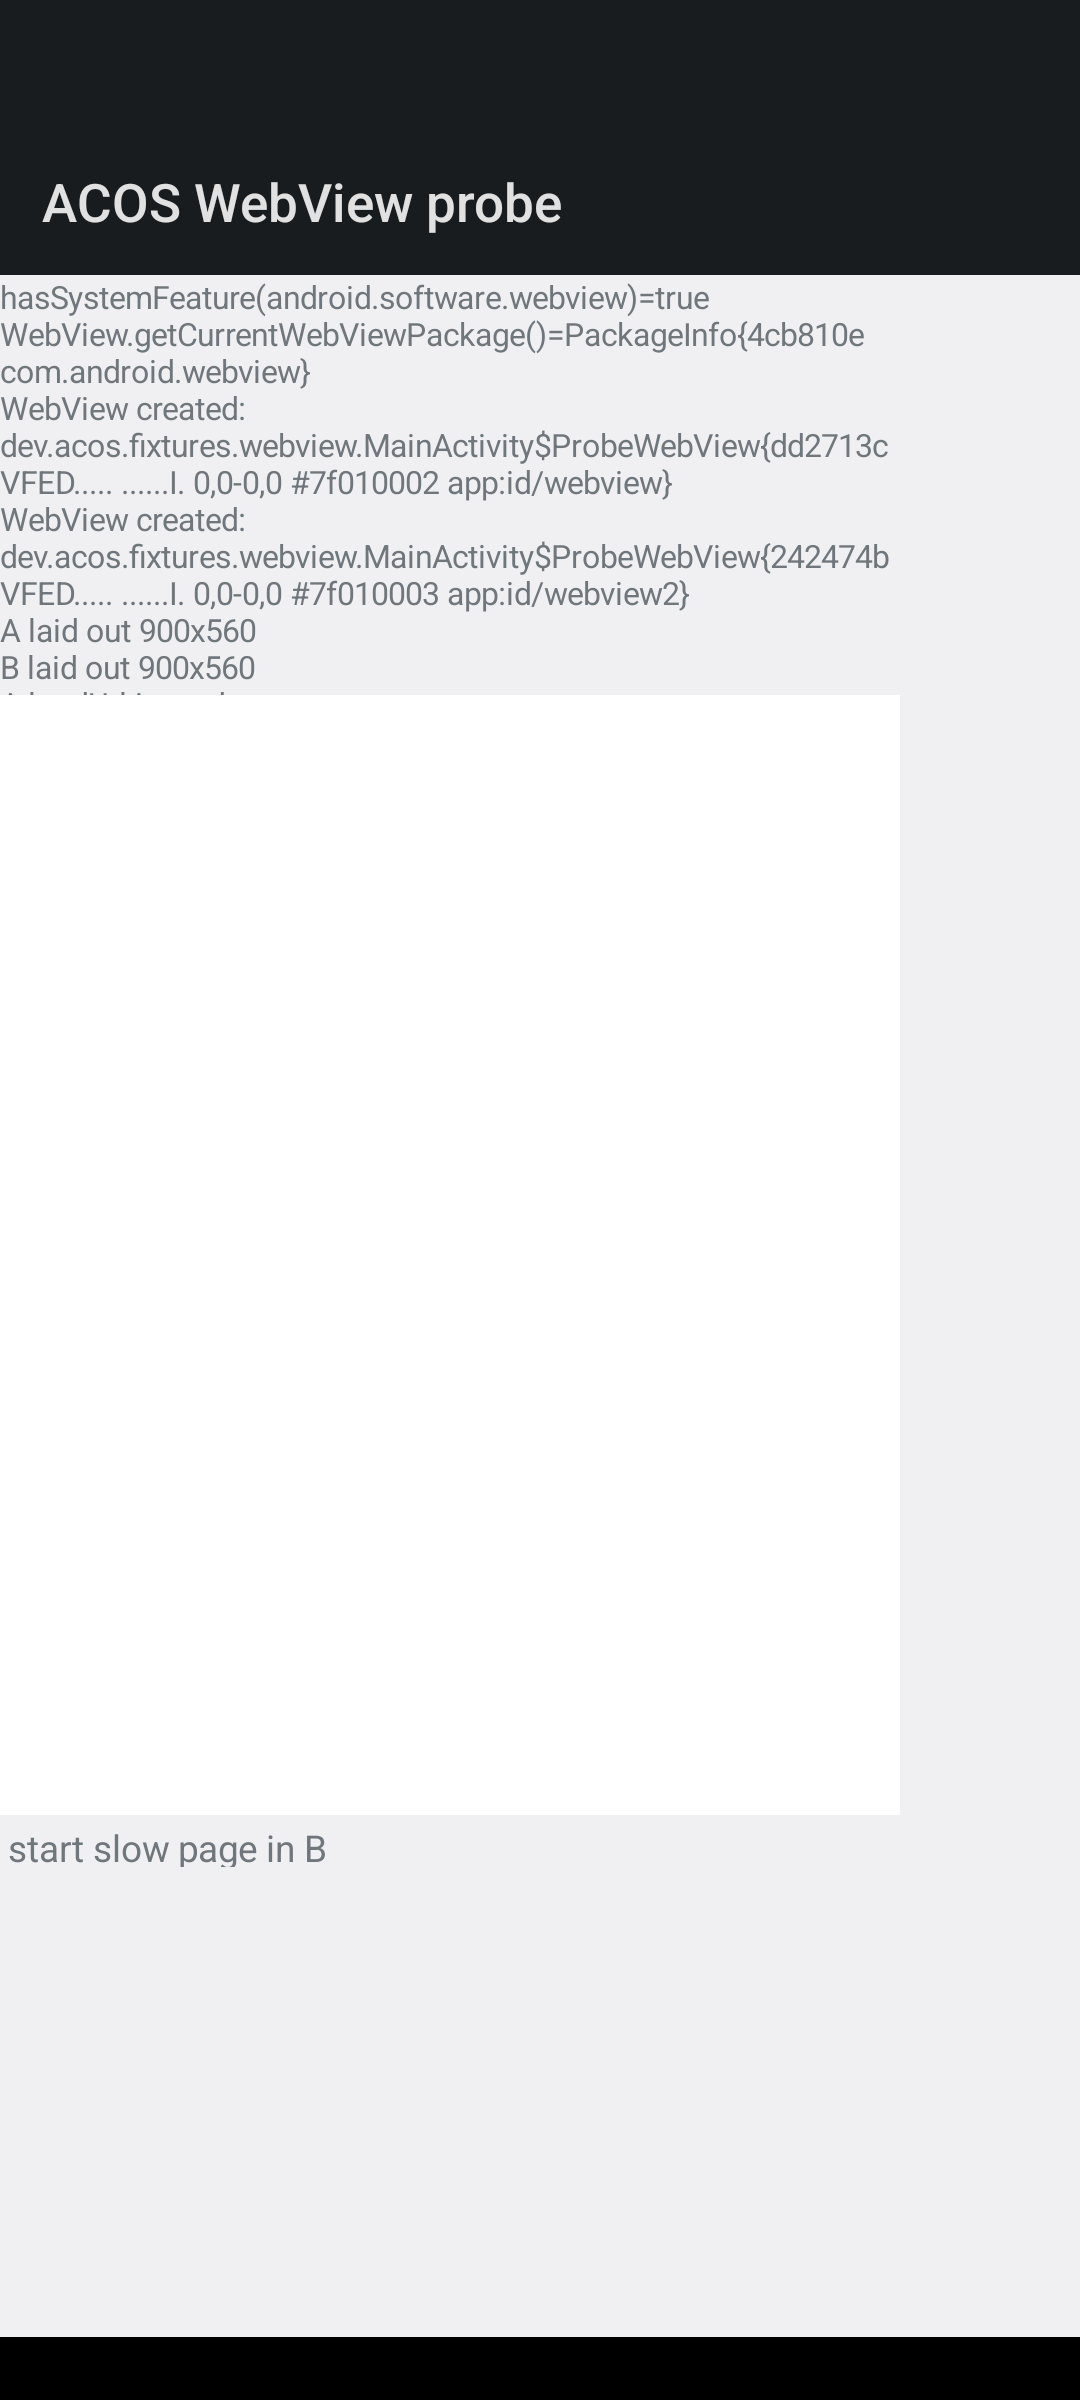 ACOS WebView probe
hasSystemFeature(android.software.webview)=true
WebView.getCurrentWebViewPackage()=PackageInfo{4cb810e
com.android.webview}
WebView created:
dev.acos.fixtures.webview.MainActivity$ProbeWebView{dd2713c
VFED..... ......I. 0,0-0,0 #7f010002 app:id/webview}
WebView created:
dev.acos.fixtures.webview.MainActivity$ProbeWebView{242474b
VFED..... ......I. 0,0-0,0 #7f010003 app:id/webview2}
A laid out 900x560
B laid out 900x560
start slow page in B